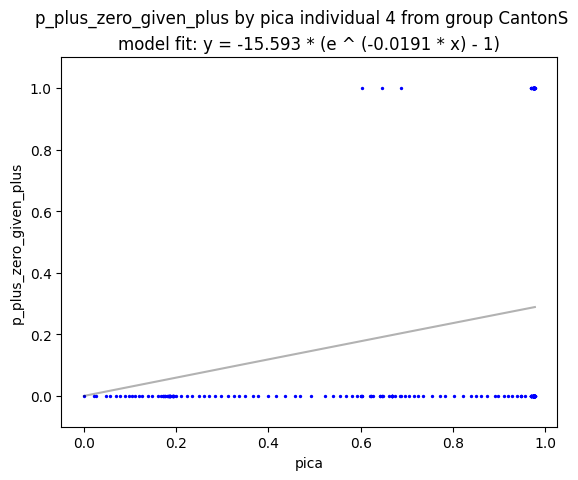 p_plus_zero_given_plus by pica individual 4 from group CantonS
model fit: y = -15.593 * (e ^ (-0.0191 * x) - 1)
1.0
0.8
0.6
0.4
0.2
0.0
p_plus_zero_given_plus
0.0 0.2 0.4 0.6 0.8 1.0
pica